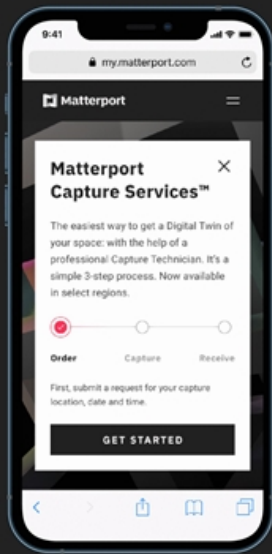 9:41
my.matterport.com
Matterport
Matterport
Capture Services™
The easiest way to get a Digital Twin of
your space: with the help of a
professional Capture Technician. It's a
simple 3-step process. Now available
in select regions.
Order Capture Receive
First, submit a request for your capture
location, date and time.
GET STARTED